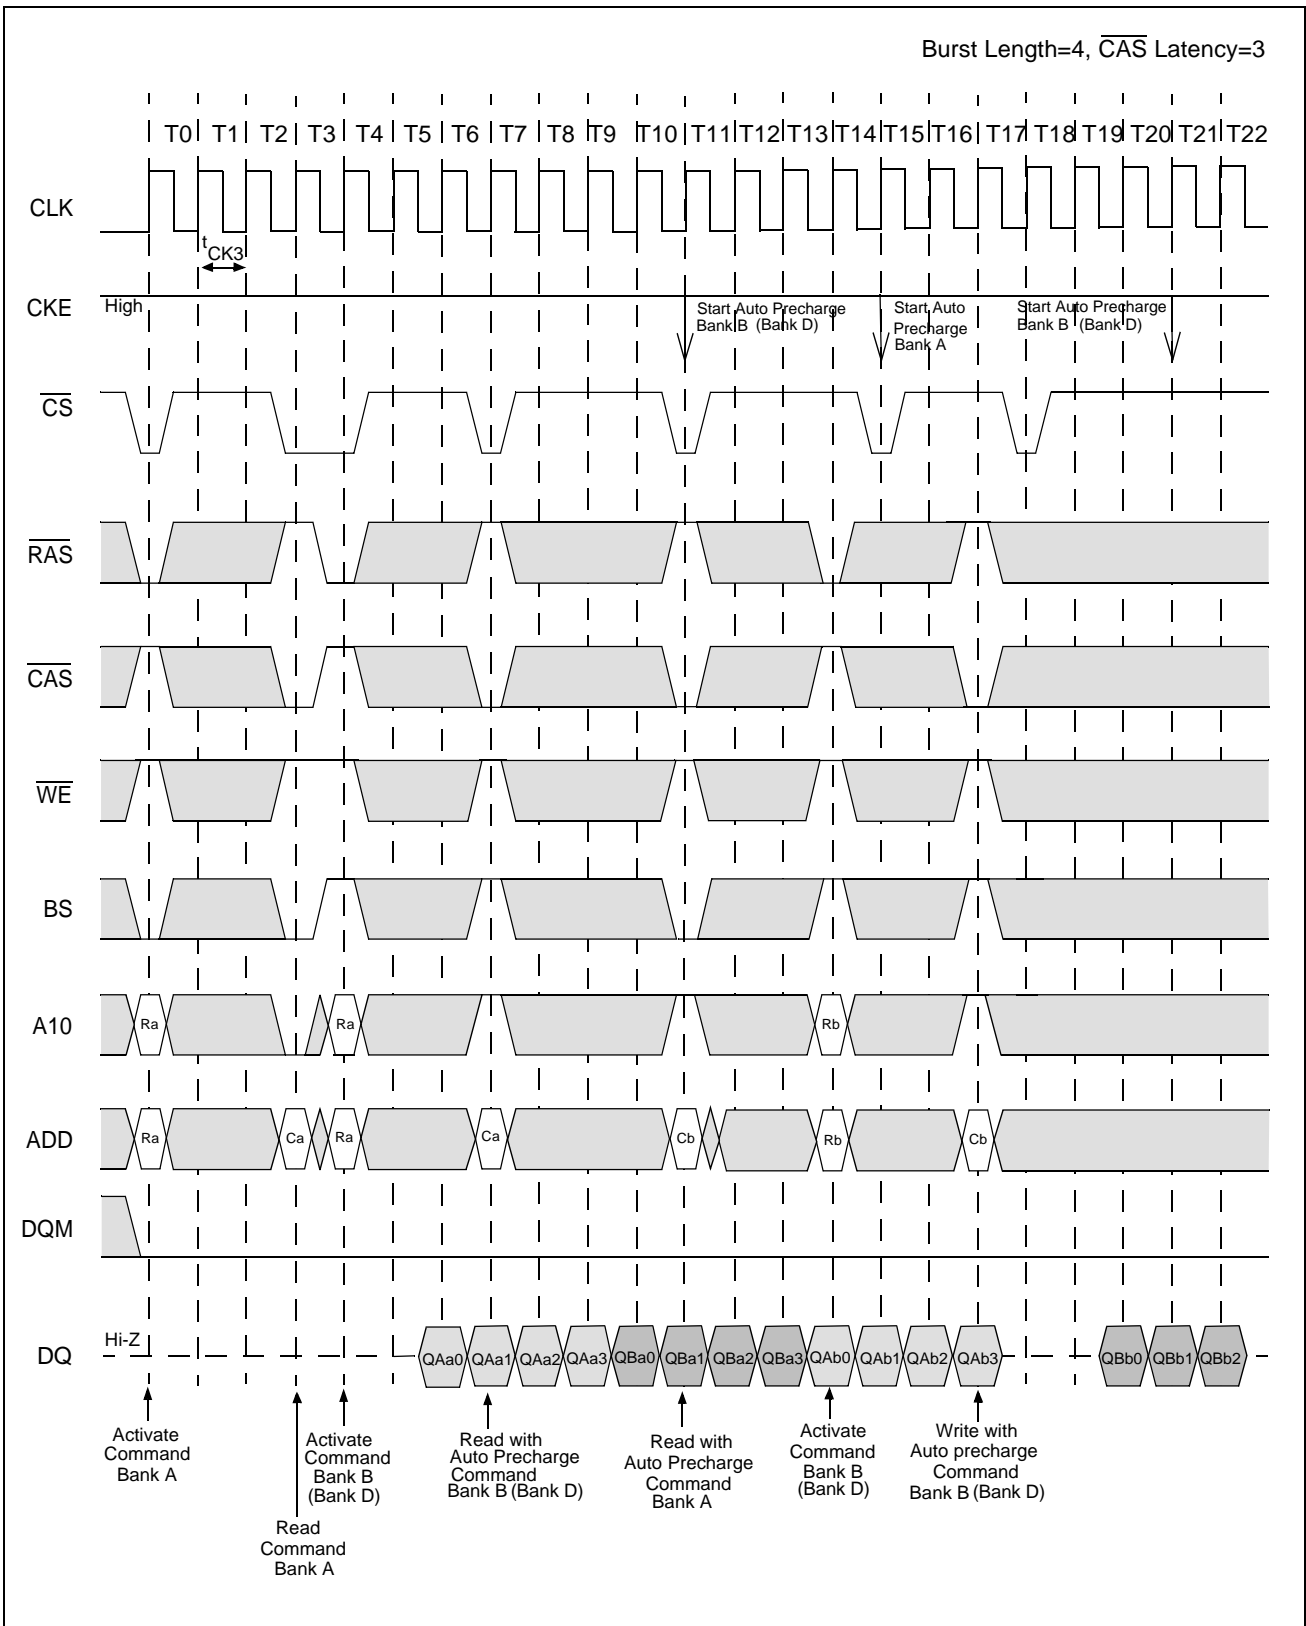 Burst Length=4, CAS Latency=3
T0 T1 T2 T3 T4 T5 T6 T7 T8 T9 T10 T11 T12 T13 T14 T15 T16 T17 T18 T19 T20 T21 T22
CLK
tCK3
CKE
High
Start Auto Precharge
Bank B (Bank D)
Start Auto
Precharge
Bank A
Start Auto Precharge
Bank B (Bank D)
CS
RAS
CAS
WE
BS
A10
Ra Ra Rb
ADD
Ra Ca Ra Ca Cb Rb Cb
DQM
DQ
Hi-Z
QAa0 QAa1 QAa2 QAa3 QBa0 QBa1 QBa2 QBa3 QAb0 QAb1 QAb2 QAb3 QBb0 QBb1 QBb2
Activate
Command
Bank A
Read
Command
Bank A
Activate
Command
Bank B
(Bank D)
Read with
Auto Precharge
Command
Bank B (Bank D)
Read with
Auto Precharge
Command
Bank A
Activate
Command
Bank B
(Bank D)
Write with
Auto precharge
Command
Bank B (Bank D)